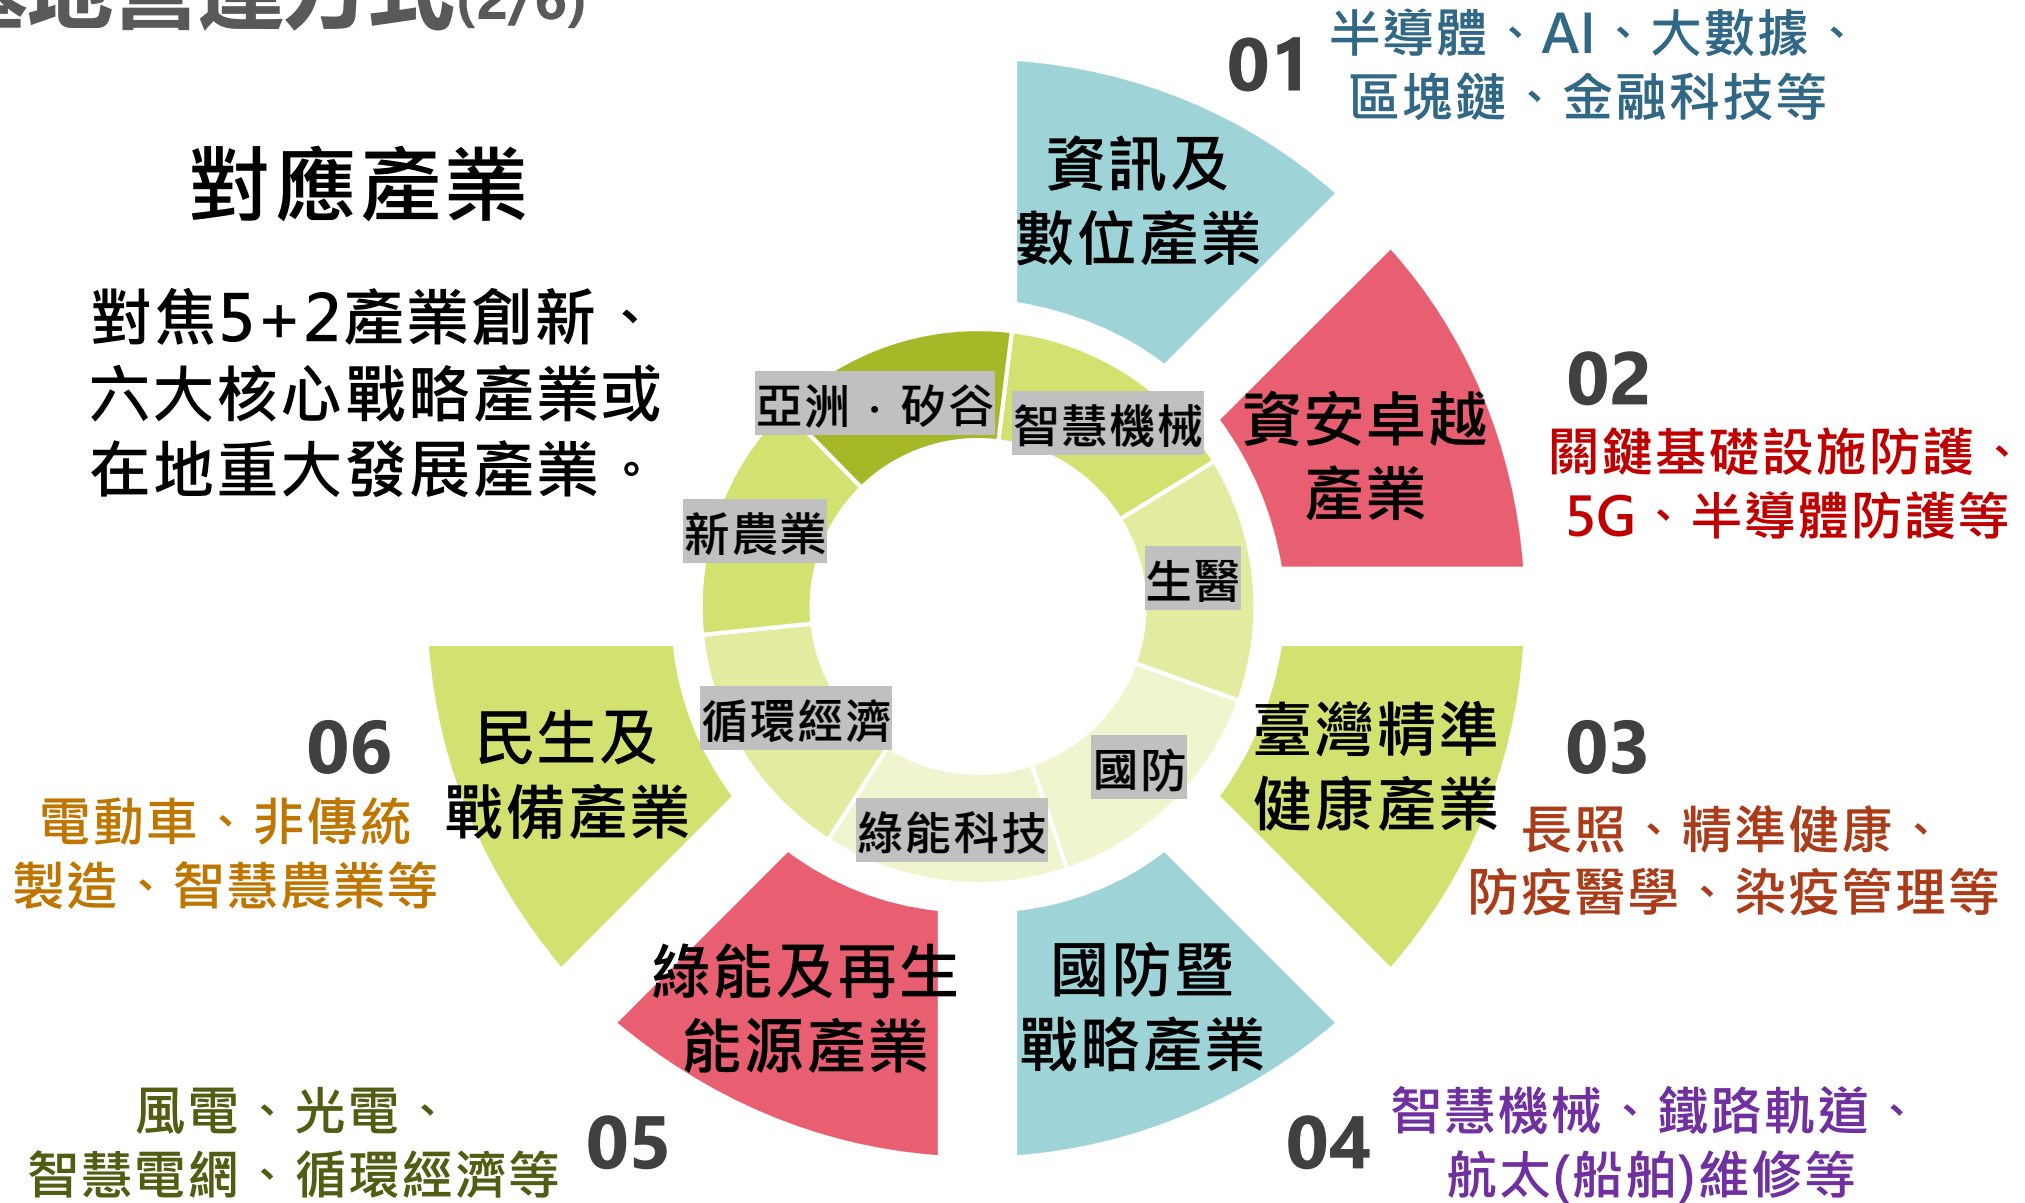 基地營運方式(2/6)
對應產業
對焦5+2產業創新、
六大核心戰略產業或
在地重大發展產業。
01
半導體、AI、大數據、
區塊鏈、金融科技等
資訊及
數位產業
02
關鍵基礎設施防護、
5G、半導體防護等
資安卓越
產業
03
長照、精準健康、
防疫醫學、染疫管理等
臺灣精準
健康產業
04
智慧機械、鐵路軌道、
航太(船舶)維修等
國防暨
戰略產業
05
風電、光電、
智慧電網、循環經濟等
綠能及再生
能源產業
06
電動車、非傳統
製造、智慧農業等
民生及
戰備產業
亞洲．矽谷
智慧機械
生醫
國防
綠能科技
循環經濟
新農業